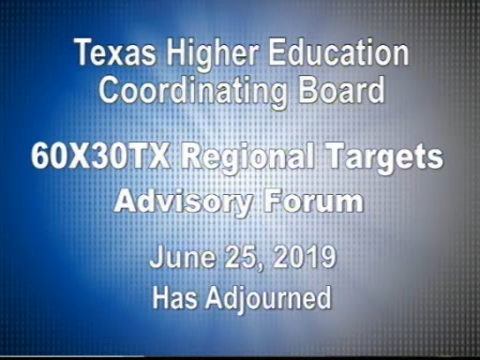 Texas Higher Education
Coordinating Board
60X30TX Regional Targets
Advisory Forum
June 25, 2019
Has Adjourned